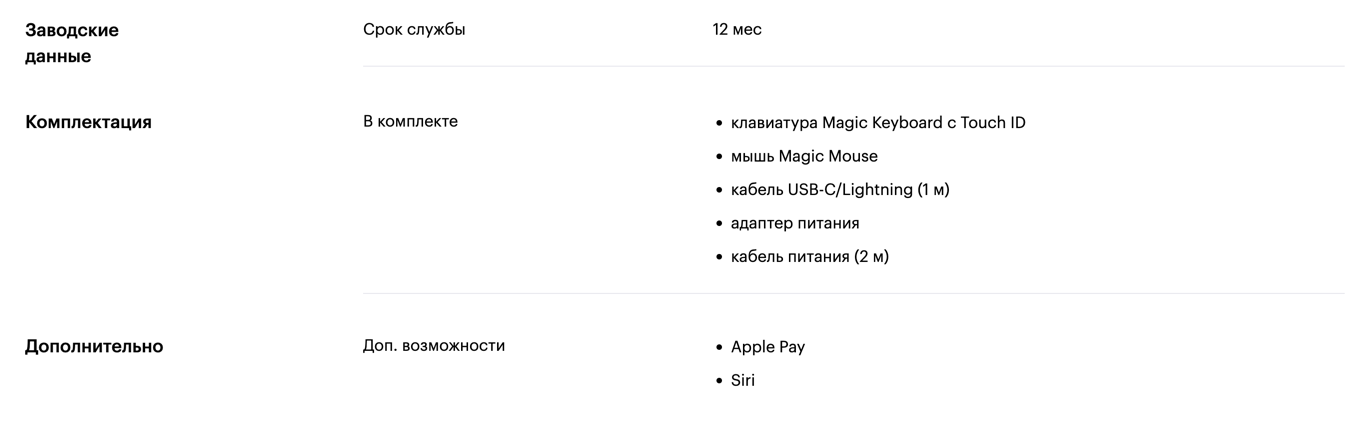 Заводские
данные
Срок службы
12 мес
Комплектация
В комплекте
• клавиатура Magic Keyboard с Touch ID
• мышь Magic Mouse
• кабель USB-C/Lightning (1 м)
• адаптер питания
• кабель питания (2 м)
Дополнительно
Доп. возможности
• Apple Pay
• Siri